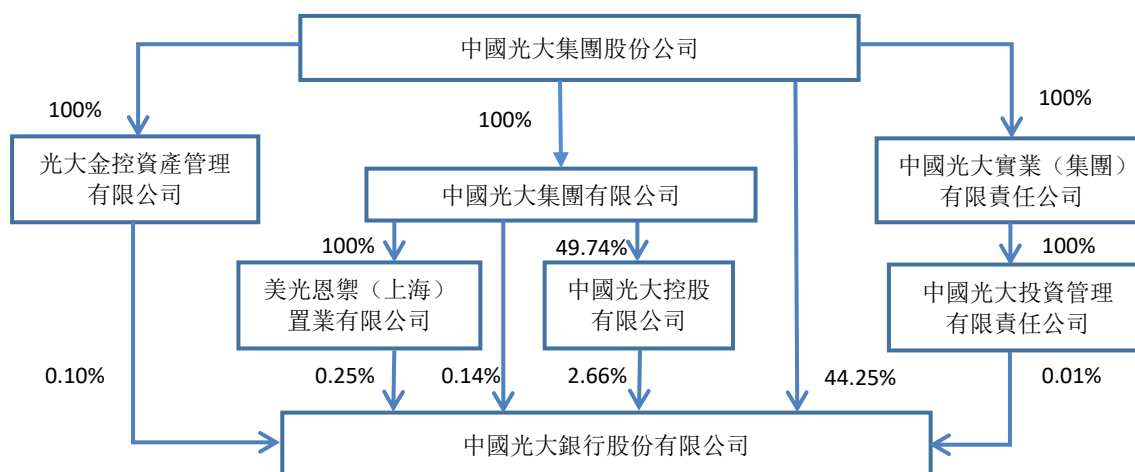 中國光大集團股份公司
100%
100%
100%
光大金控資產管理
有限公司
中國光大集團有限公司
中國光大實業（集團）
有限責任公司
100%
49.74%
100%
美光恩禦（上海）
置業有限公司
中國光大控股
有限公司
中國光大投資管理
有限責任公司
0.10%
0.25%
0.14%
2.66%
44.25%
0.01%
中國光大銀行股份有限公司